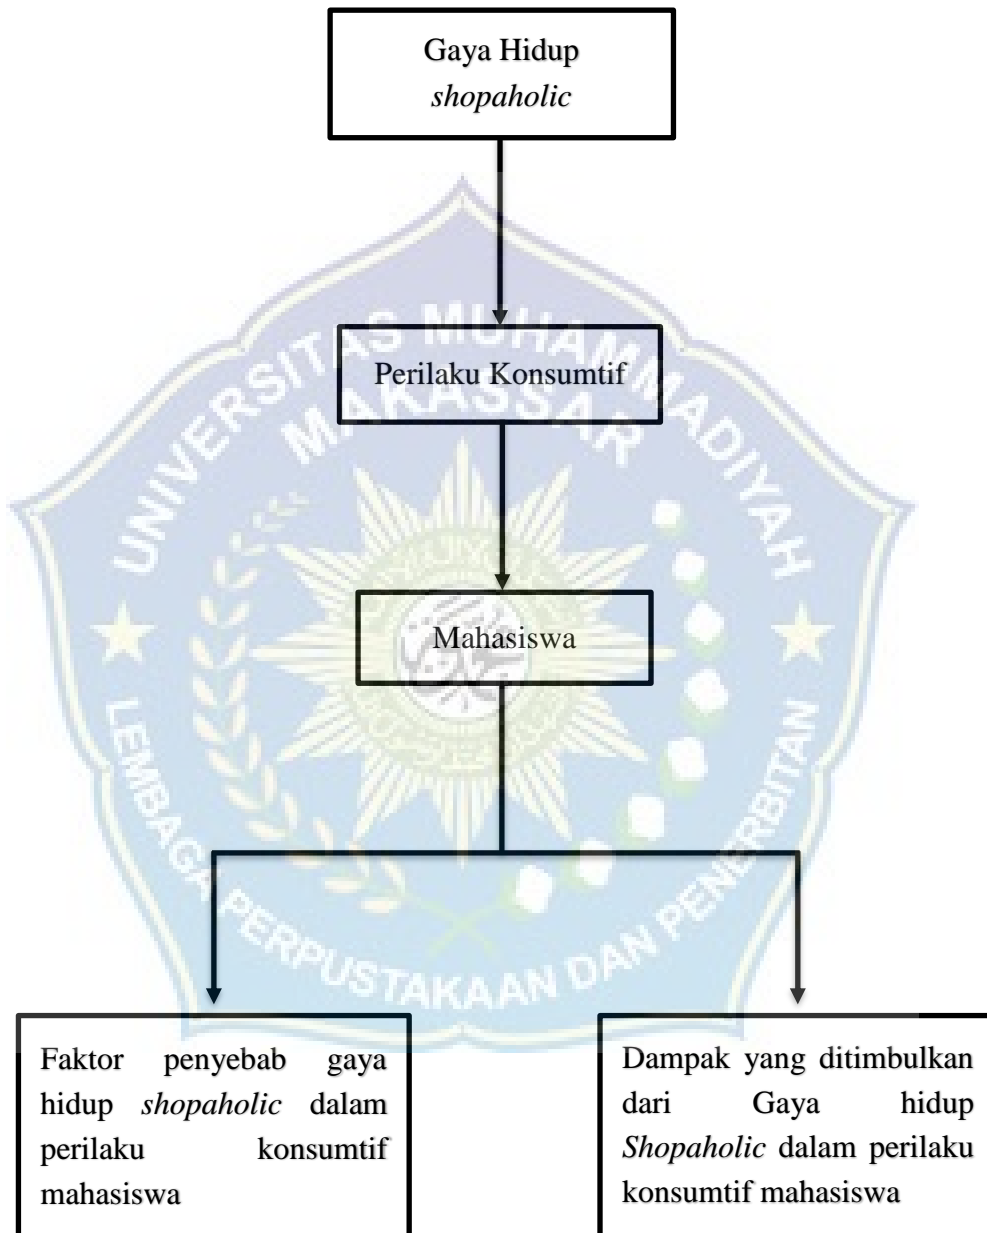 Gaya Hidup
shopaholic
UNIVERSITAS MUHAMMADIYAH
MAKASSAR
Perilaku Konsumtif
Mahasiswa
LEMBAGA PERPUSTAKAAN DAN PENERBITAN
Faktor penyebab gaya
hidup shopaholic dalam
perilaku konsumtif
mahasiswa
Dampak yang ditimbulkan
dari Gaya hidup
Shopaholic dalam perilaku
konsumtif mahasiswa